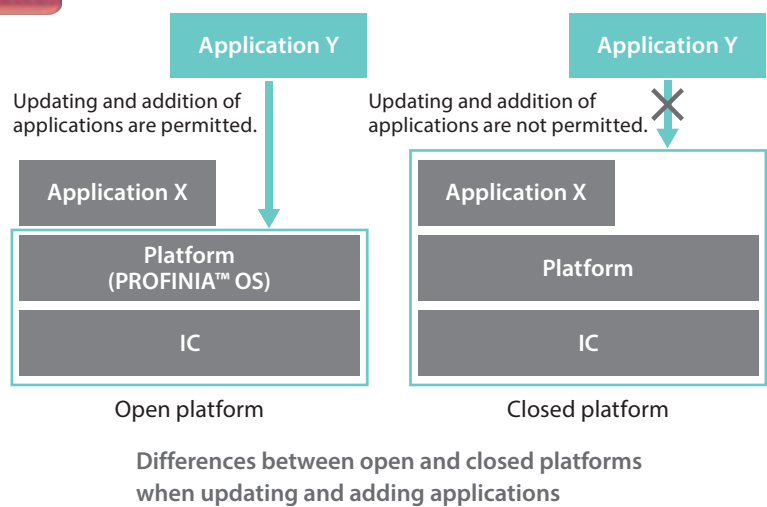 Application Y
Updating and addition of
applications are permitted.
Application X
Platform
(PROFINIA™ OS)
IC
Open platform
Application Y
Updating and addition of
applications are not permitted.
Application X
Platform
IC
Closed platform
Differences between open and closed platforms
when updating and adding applications